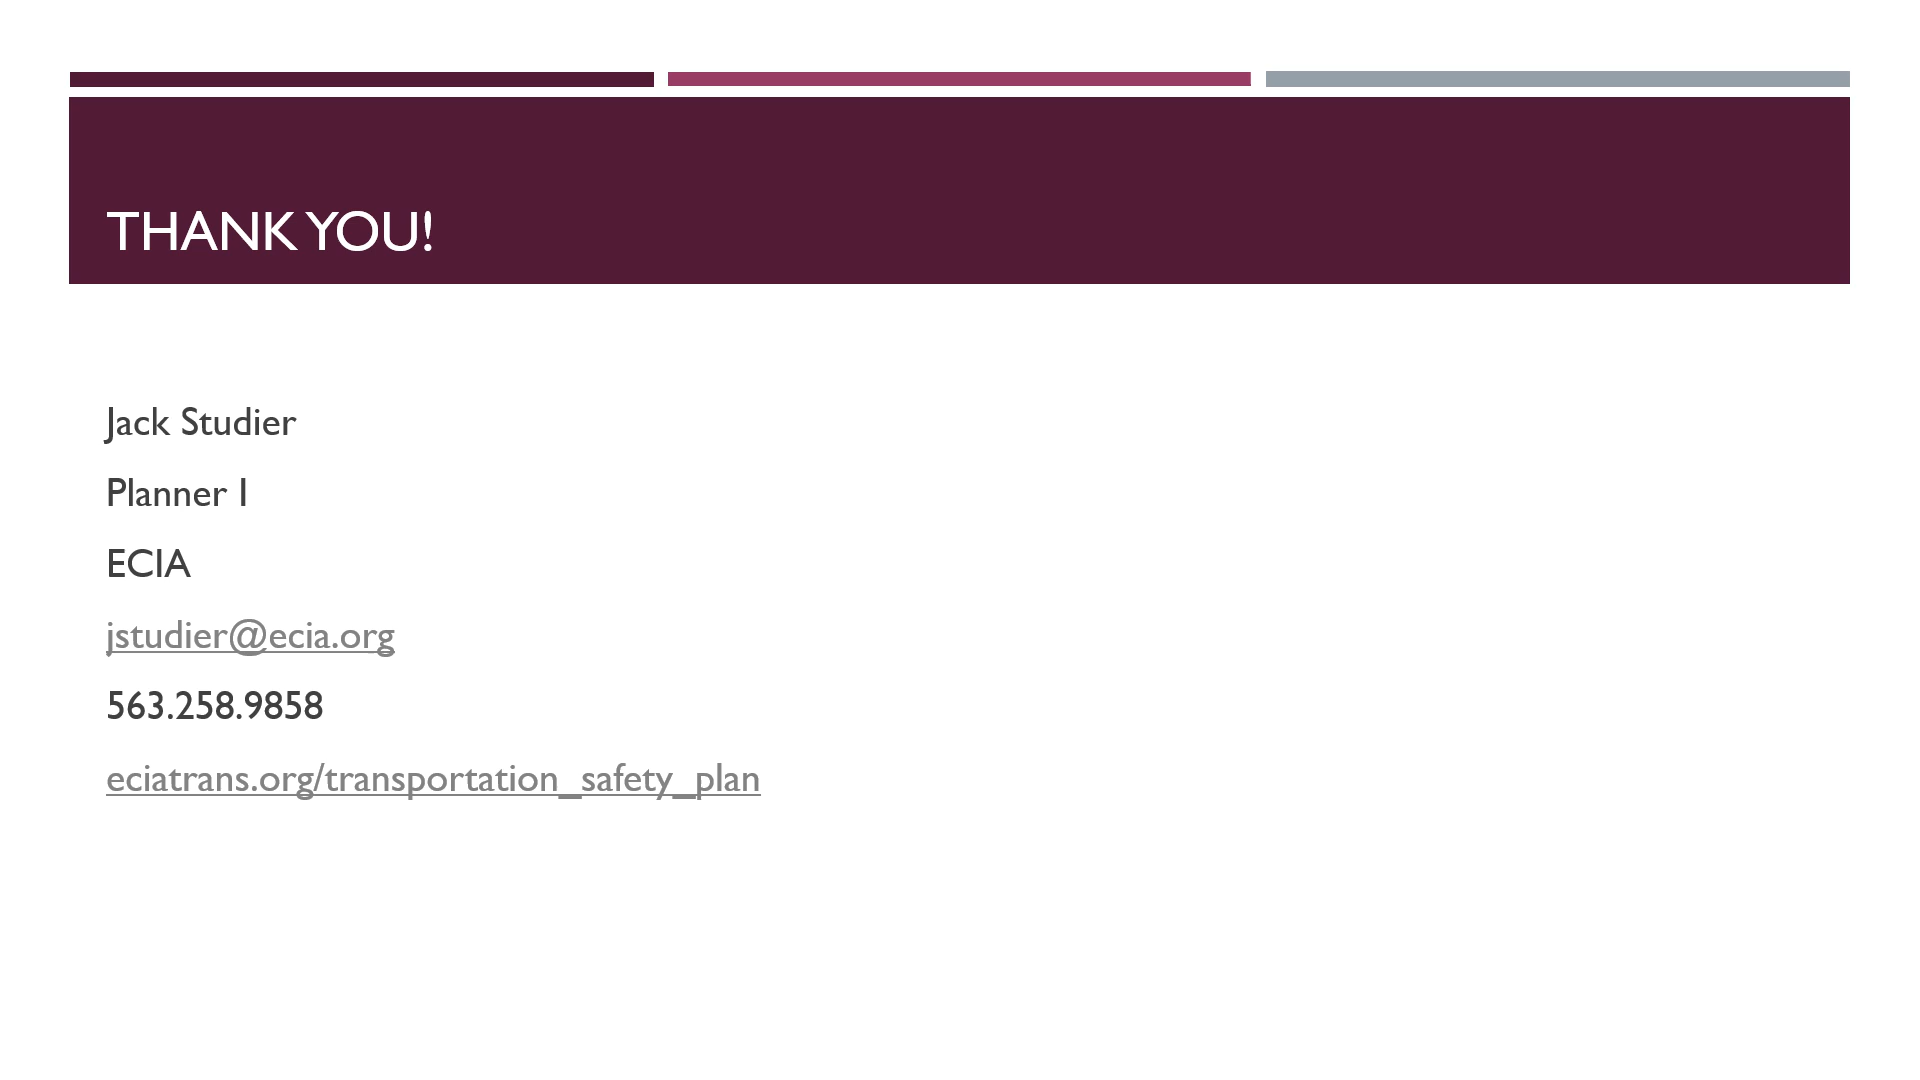 THANK YOU!
Jack Studier
Planner I
ECIA
jstudier@ecia.org
563.258.9858
eciatrans.org/transportation_safety_plan